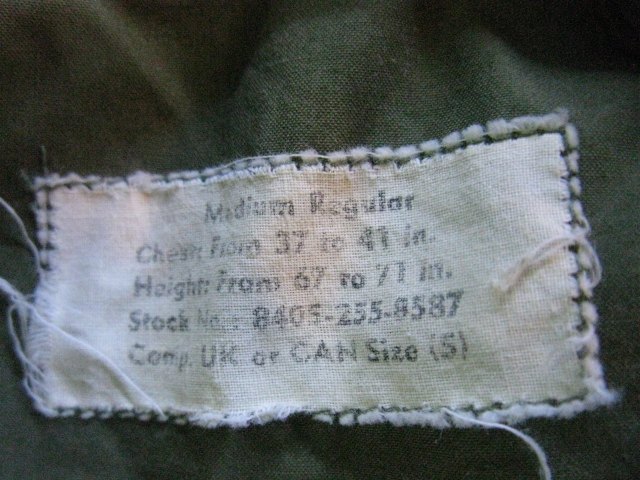 Medium Regular
Chest: From 37 to 41 in.
Height: From 67 to 71 in.
Stock No.: 8405-255-8587
Comp. UK or CAN Size (5)